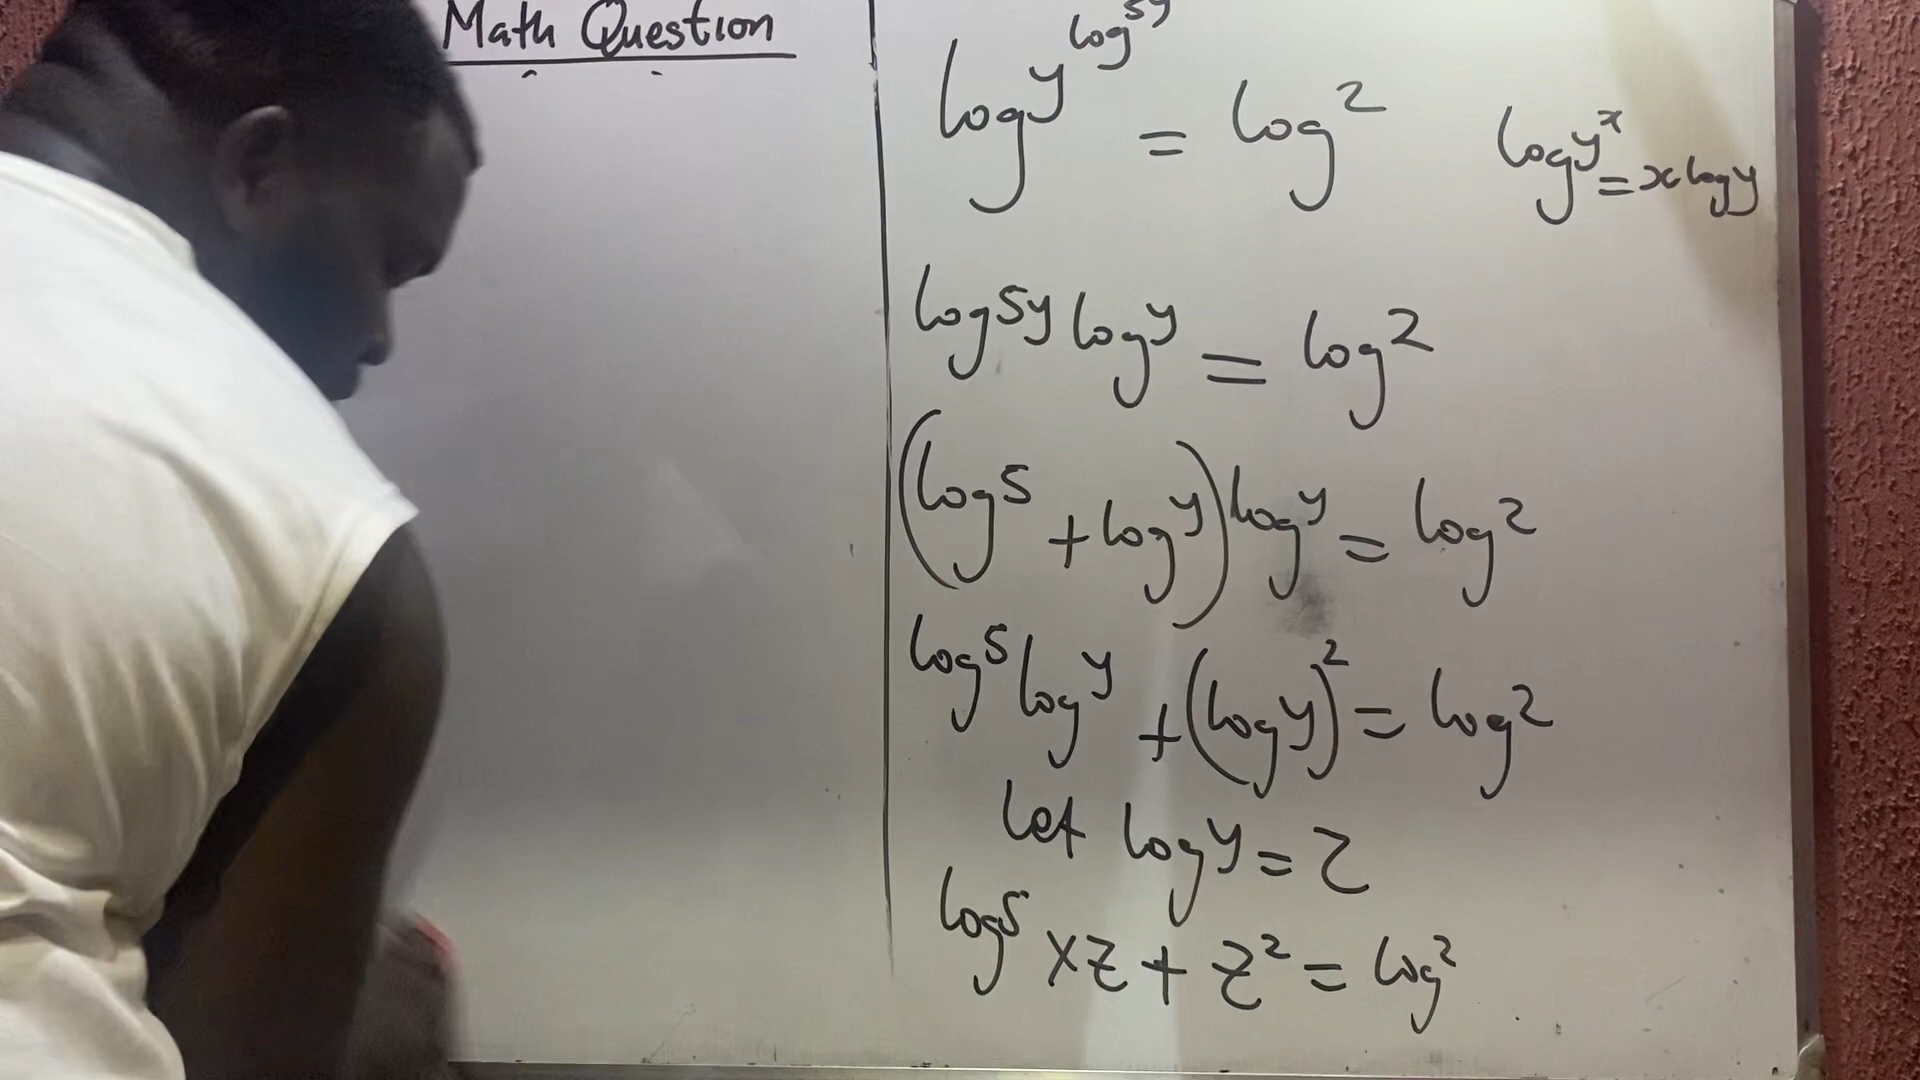 Math Question
log y^log 5y = log 2
log y^x = x log y
log 5y log y = log 2
(log 5 + log y) log y = log 2
log 5 log y + (log y)^2 = log 2
let log y = z
log 5 x z + z^2 = log 2